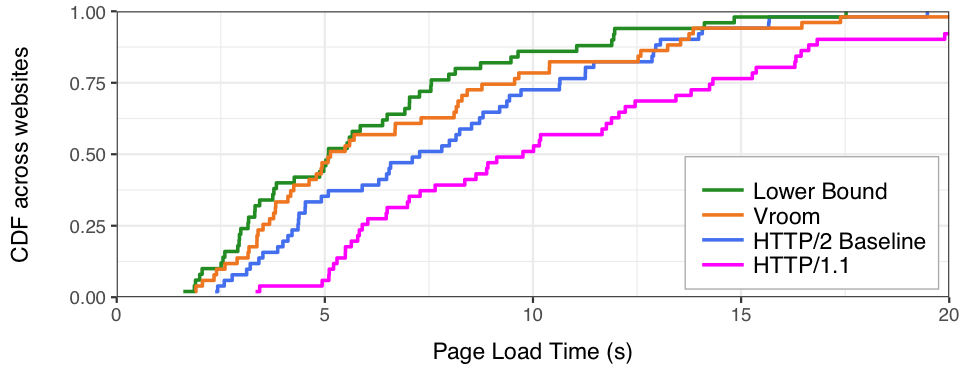 CDF across websites
1.00
0.75
0.50
0.25
0.00
0
5
10
15
20
Page Load Time (s)
Lower Bound
Vroom
HTTP/2 Baseline
HTTP/1.1